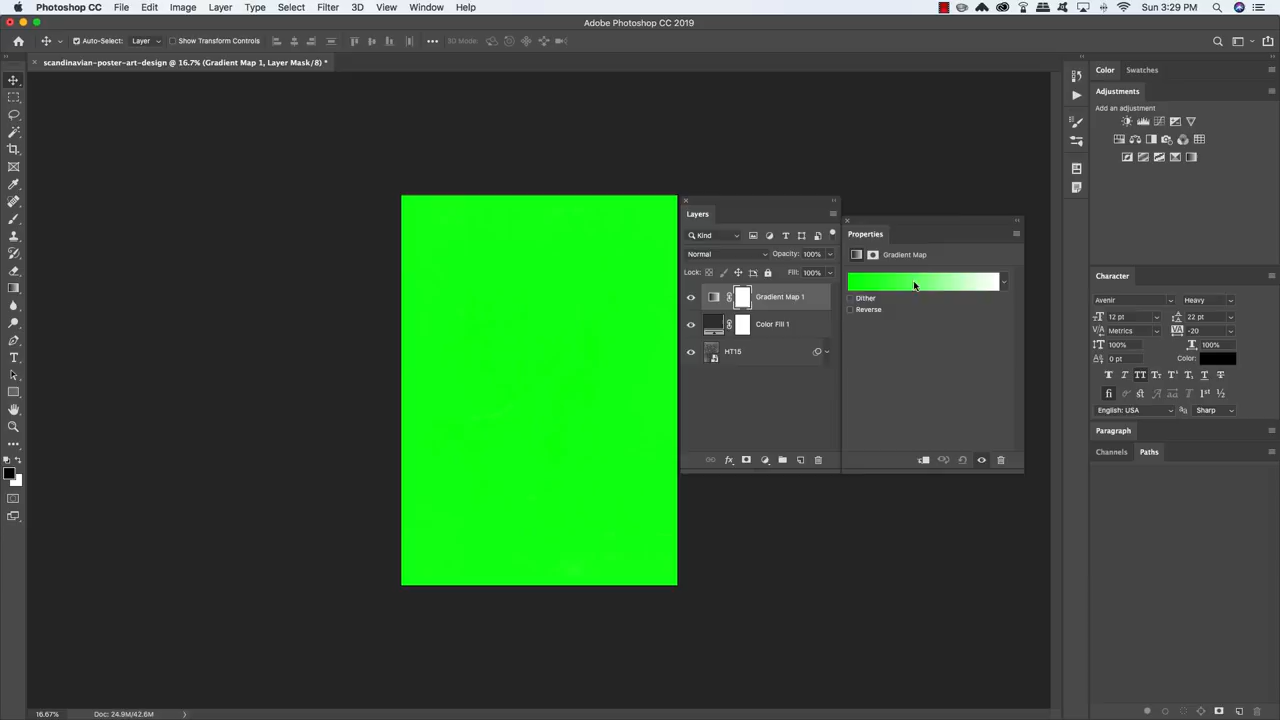 Photoshop CC File Edit Image Layer Type Select Filter 3D View Window Help Sun 3:29 PM
Adobe Photoshop CC 2019
Auto-Select: Layer Show Transform Controls 3D Mode:
scandinavian-poster-art-design @ 16.7% (Gradient Map 1, Layer Mask/8) *
Color Swatches
Adjustments
Add an adjustment
Layers
Kind
Normal Opacity: 100%
Lock: Fill: 100%
Gradient Map 1
Color Fill 1
HT15
Properties
Gradient Map
Dither
Reverse
Character
Avenir Heavy
12 pt 22 pt
Metrics -20
100% 100%
0 pt Color:
English: USA Sharp
Paragraph
Channels Paths
16.67% Doc: 24.9M/42.6M